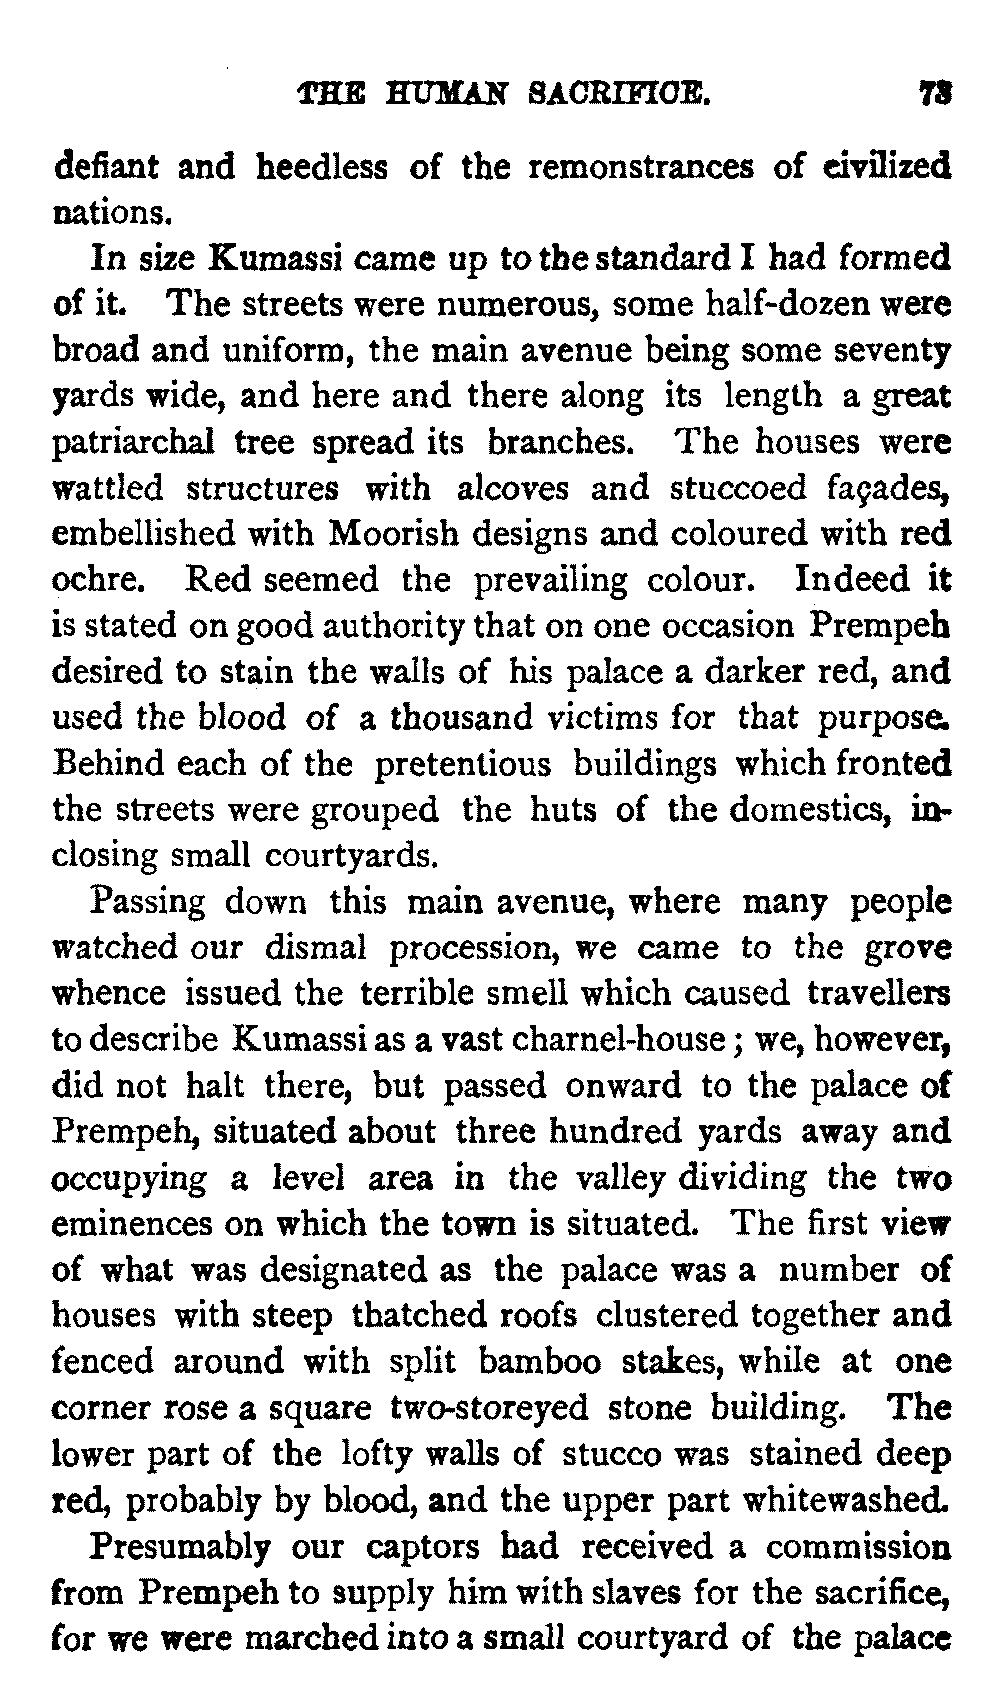 THE HUMAN SACRIFICE. 73
defiant and heedless of the remonstrances of civilized
nations.
In size Kumassi came up to the standard I had formed
of it. The streets were numerous, some half-dozen were
broad and uniform, the main avenue being some seventy
yards wide, and here and there along its length a great
patriarchal tree spread its branches. The houses were
wattled structures with alcoves and stuccoed façades,
embellished with Moorish designs and coloured with red
ochre. Red seemed the prevailing colour. Indeed it
is stated on good authority that on one occasion Prempeh
desired to stain the walls of his palace a darker red, and
used the blood of a thousand victims for that purpose.
Behind each of the pretentious buildings which fronted
the streets were grouped the huts of the domestics, in-
closing small courtyards.
Passing down this main avenue, where many people
watched our dismal procession, we came to the grove
whence issued the terrible smell which caused travellers
to describe Kumassi as a vast charnel-house; we, however,
did not halt there, but passed onward to the palace of
Prempeh, situated about three hundred yards away and
occupying a level area in the valley dividing the two
eminences on which the town is situated. The first view
of what was designated as the palace was a number of
houses with steep thatched roofs clustered together and
fenced around with split bamboo stakes, while at one
corner rose a square two-storeyed stone building. The
lower part of the lofty walls of stucco was stained deep
red, probably by blood, and the upper part whitewashed.
Presumably our captors had received a commission
from Prempeh to supply him with slaves for the sacrifice,
for we were marched into a small courtyard of the palace